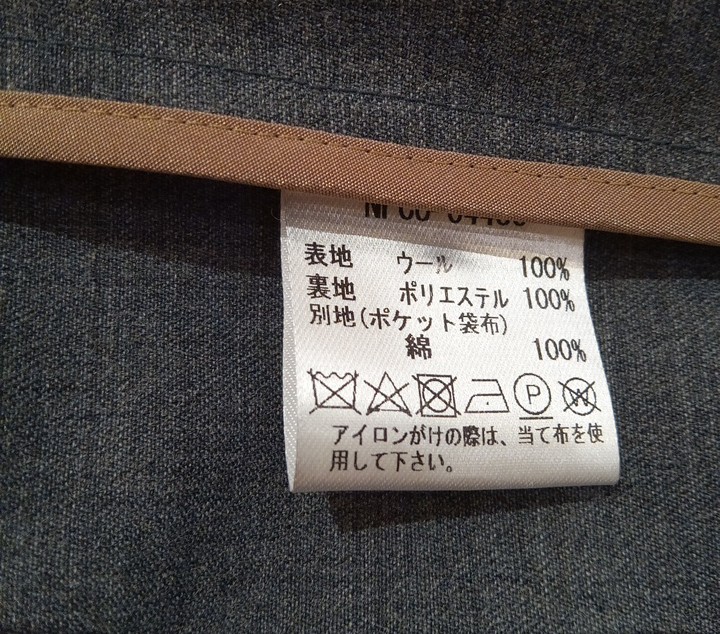 表地 ウール 100%
裏地 ポリエステル 100%
別地(ポケット袋布)
綿 100%
P W
アイロンがけの際は、当て布を使
用して下さい。